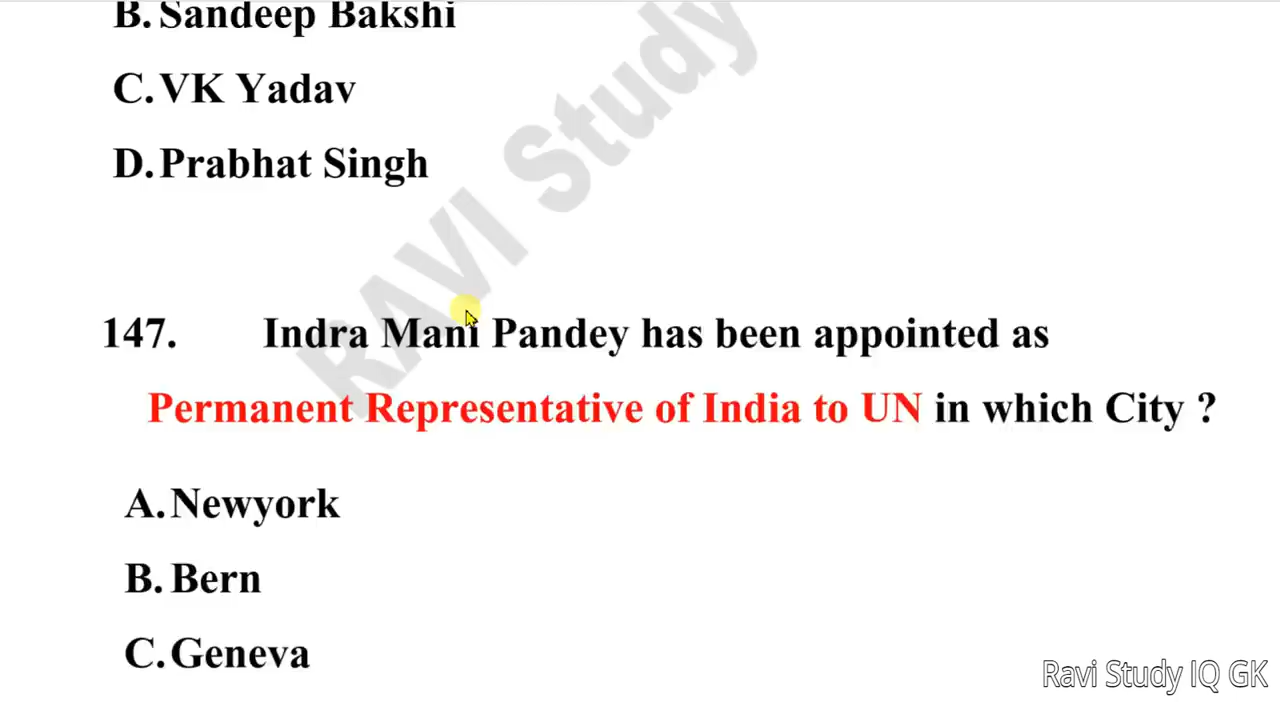 B. Sandeep Bakshi
C. VK Yadav
D. Prabhat Singh
RAVI Study
147. Indra Mani Pandey has been appointed as
Permanent Representative of India to UN in which City ?
A. Newyork
B. Bern
C. Geneva
Ravi Study IQ GK